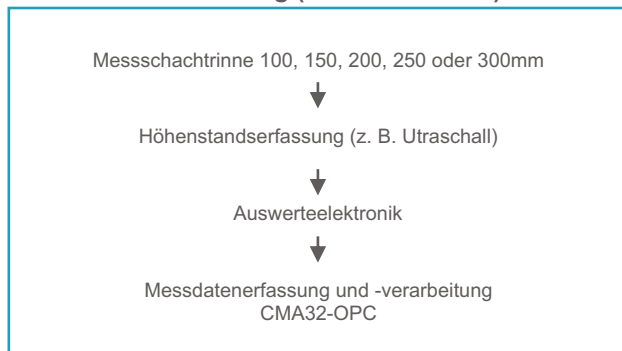 Messschachtrinne 100, 150, 200, 250 oder 300mm
Höhenstandserfassung (z. B. Utraschall)
Auswerteelektronik
Messdatenerfassung und -verarbeitung
CMA32-OPC